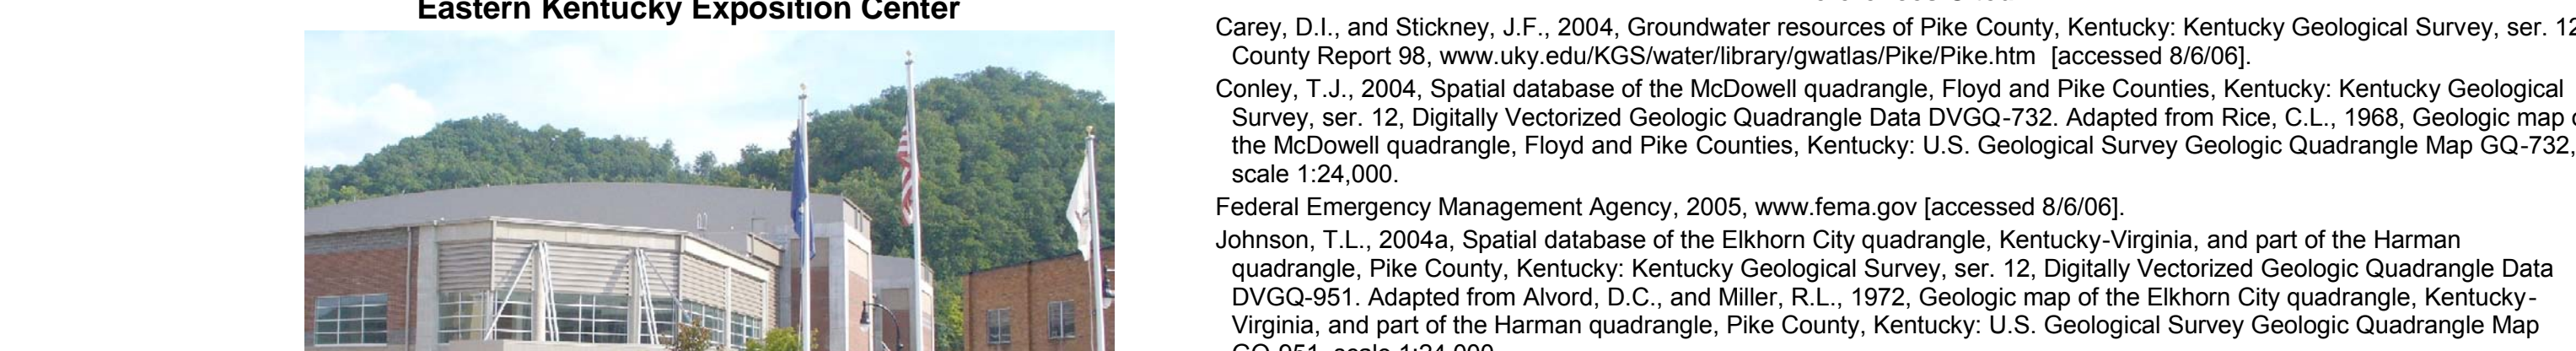 Eastern Kentucky Exposition Center
Carey, D.I., and Stickney, J.F., 2004, Groundwater resources of Pike County, Kentucky: Kentucky Geological Survey, ser. 12
County Report 98, www.uky.edu/KGS/water/library/gwatlas/Pike/Pike.htm [accessed 8/6/06].
Conley, T.J., 2004, Spatial database of the McDowell quadrangle, Floyd and Pike Counties, Kentucky: Kentucky Geological
Survey, ser. 12, Digitally Vectorized Geologic Quadrangle Data DVGQ-732. Adapted from Rice, C.L., 1968, Geologic map
the McDowell quadrangle, Floyd and Pike Counties, Kentucky: U.S. Geological Survey Geologic Quadrangle Map GQ-732,
scale 1:24,000.
Federal Emergency Management Agency, 2005, www.fema.gov [accessed 8/6/06].
Johnson, T.L., 2004a, Spatial database of the Elkhorn City quadrangle, Kentucky-Virginia, and part of the Harman
quadrangle, Pike County, Kentucky: Kentucky Geological Survey, ser. 12, Digitally Vectorized Geologic Quadrangle Data
DVGQ-951. Adapted from Alvord, D.C., and Miller, R.L., 1972, Geologic map of the Elkhorn City quadrangle, Kentucky-
Virginia, and part of the Harman quadrangle, Pike County, Kentucky: U.S. Geological Survey Geologic Quadrangle Map
GQ-951, scale 1:24,000.